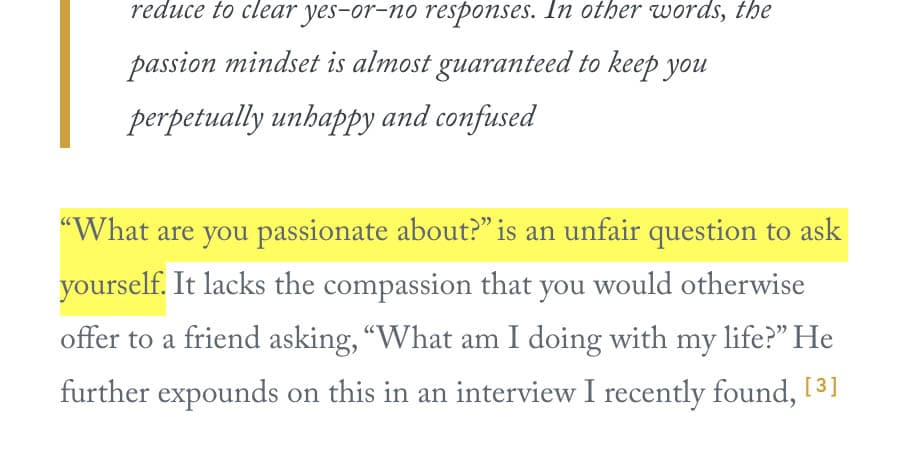 reduce to clear yes–or–no responses. In other words, the
passion mindset is almost guaranteed to keep you
perpetually unhappy and confused
“What are you passionate about?” is an unfair question to ask
yourself. It lacks the compassion that you would otherwise
offer to a friend asking, “What am I doing with my life?” He
further expounds on this in an interview I recently found, [3]